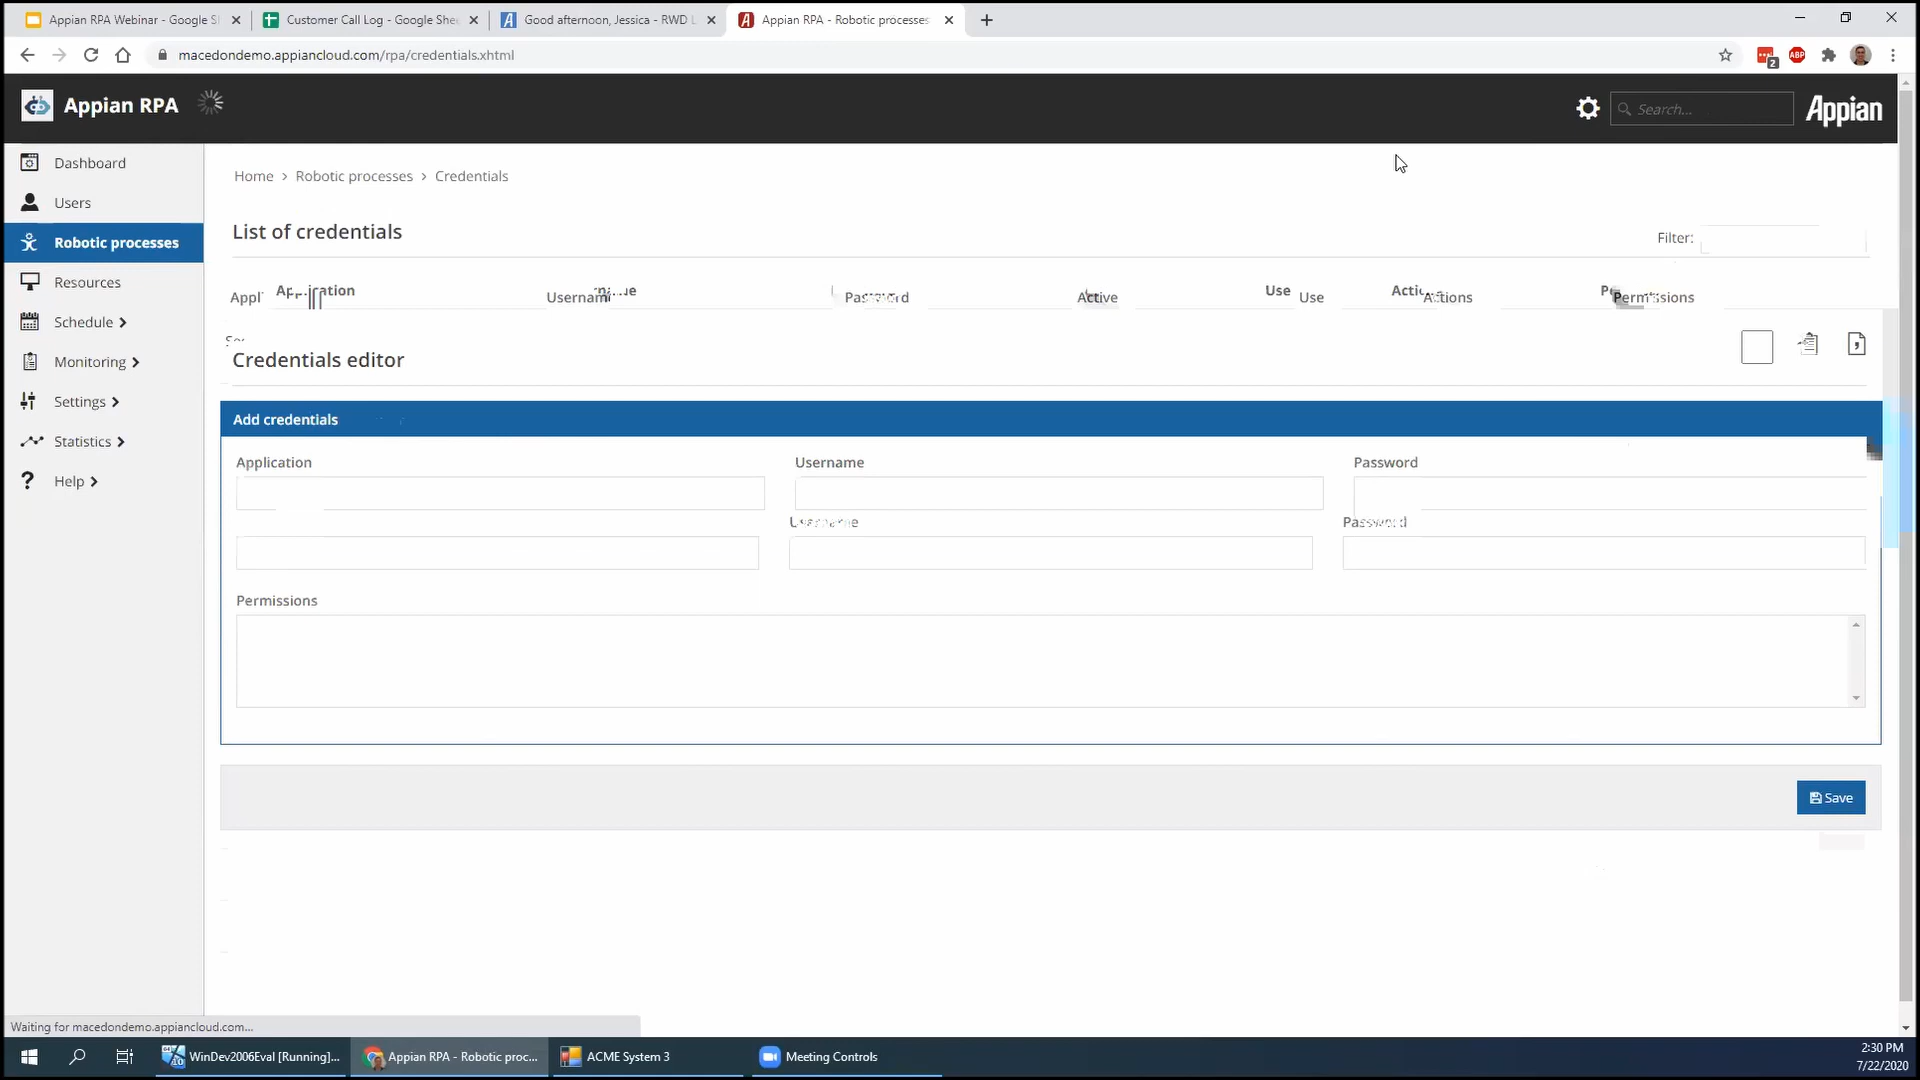 Appian RPA Webinar - Google Sl
Customer Call Log - Google Shee
Good afternoon, Jessica - RWD L
Appian RPA - Robotic processes
macedondemo.appiancloud.com/rpa/credentials.xhtml
2
ABP
Appian RPA
Search...
Appian
Dashboard
Users
Robotic processes
Resources
Schedule
Monitoring
Settings
Statistics
Help
Home > Robotic processes > Credentials
List of credentials
Filter:
Application Use
Appl Username Password Active Use Actions Permissions
Credentials editor
Add credentials
Application Username Password
Username Password
Permissions
Save
Waiting for macedondemo.appiancloud.com...
WinDev2006Eval [Running]...
Appian RPA - Robotic proc...
ACME System 3
Meeting Controls
2:30 PM
7/22/2020